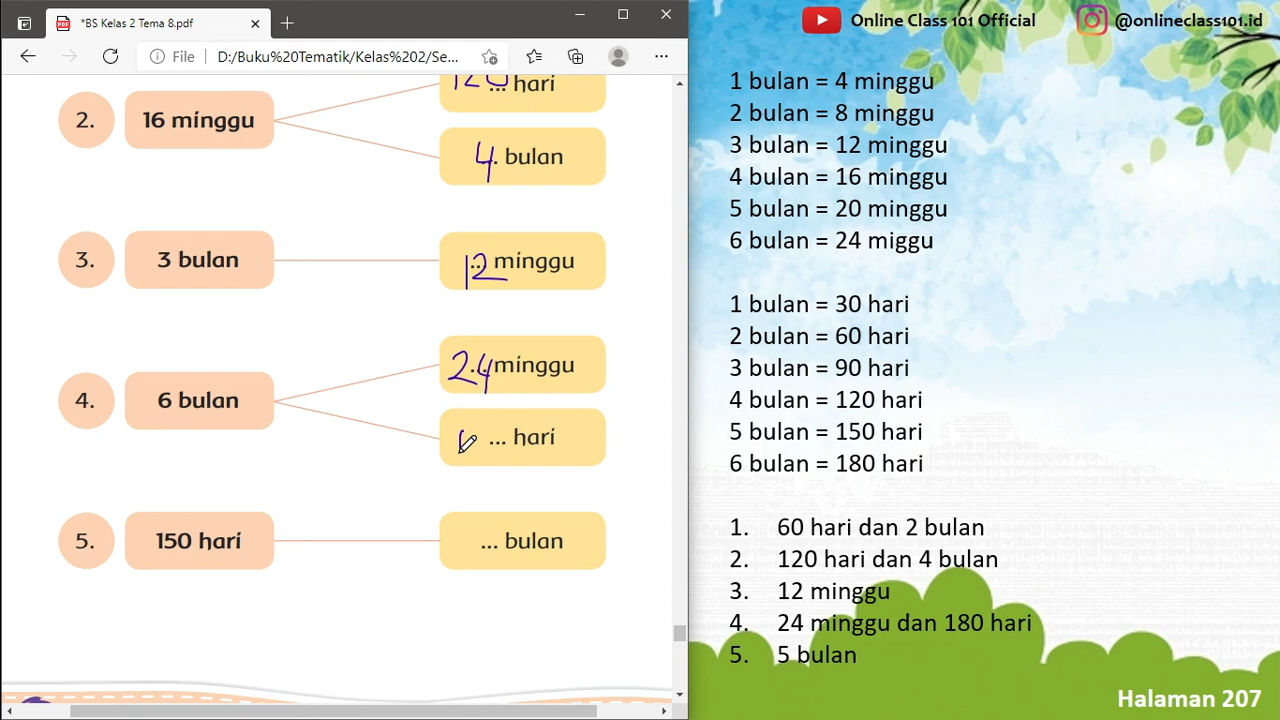 *BS Kelas 2 Tema 8.pdf
File D:/Buku%20Tematik/Kelas%202/Se...
120 ... hari
2. 16 minggu
4 .. bulan
3. 3 bulan 12 ... minggu
24 ... minggu
4. 6 bulan
... hari
5. 150 hari ... bulan
Online Class 101 Official @onlineclass101.id
1 bulan = 4 minggu
2 bulan = 8 minggu
3 bulan = 12 minggu
4 bulan = 16 minggu
5 bulan = 20 minggu
6 bulan = 24 miggu
1 bulan = 30 hari
2 bulan = 60 hari
3 bulan = 90 hari
4 bulan = 120 hari
5 bulan = 150 hari
6 bulan = 180 hari
1. 60 hari dan 2 bulan
2. 120 hari dan 4 bulan
3. 12 minggu
4. 24 minggu dan 180 hari
5. 5 bulan
Halaman 207